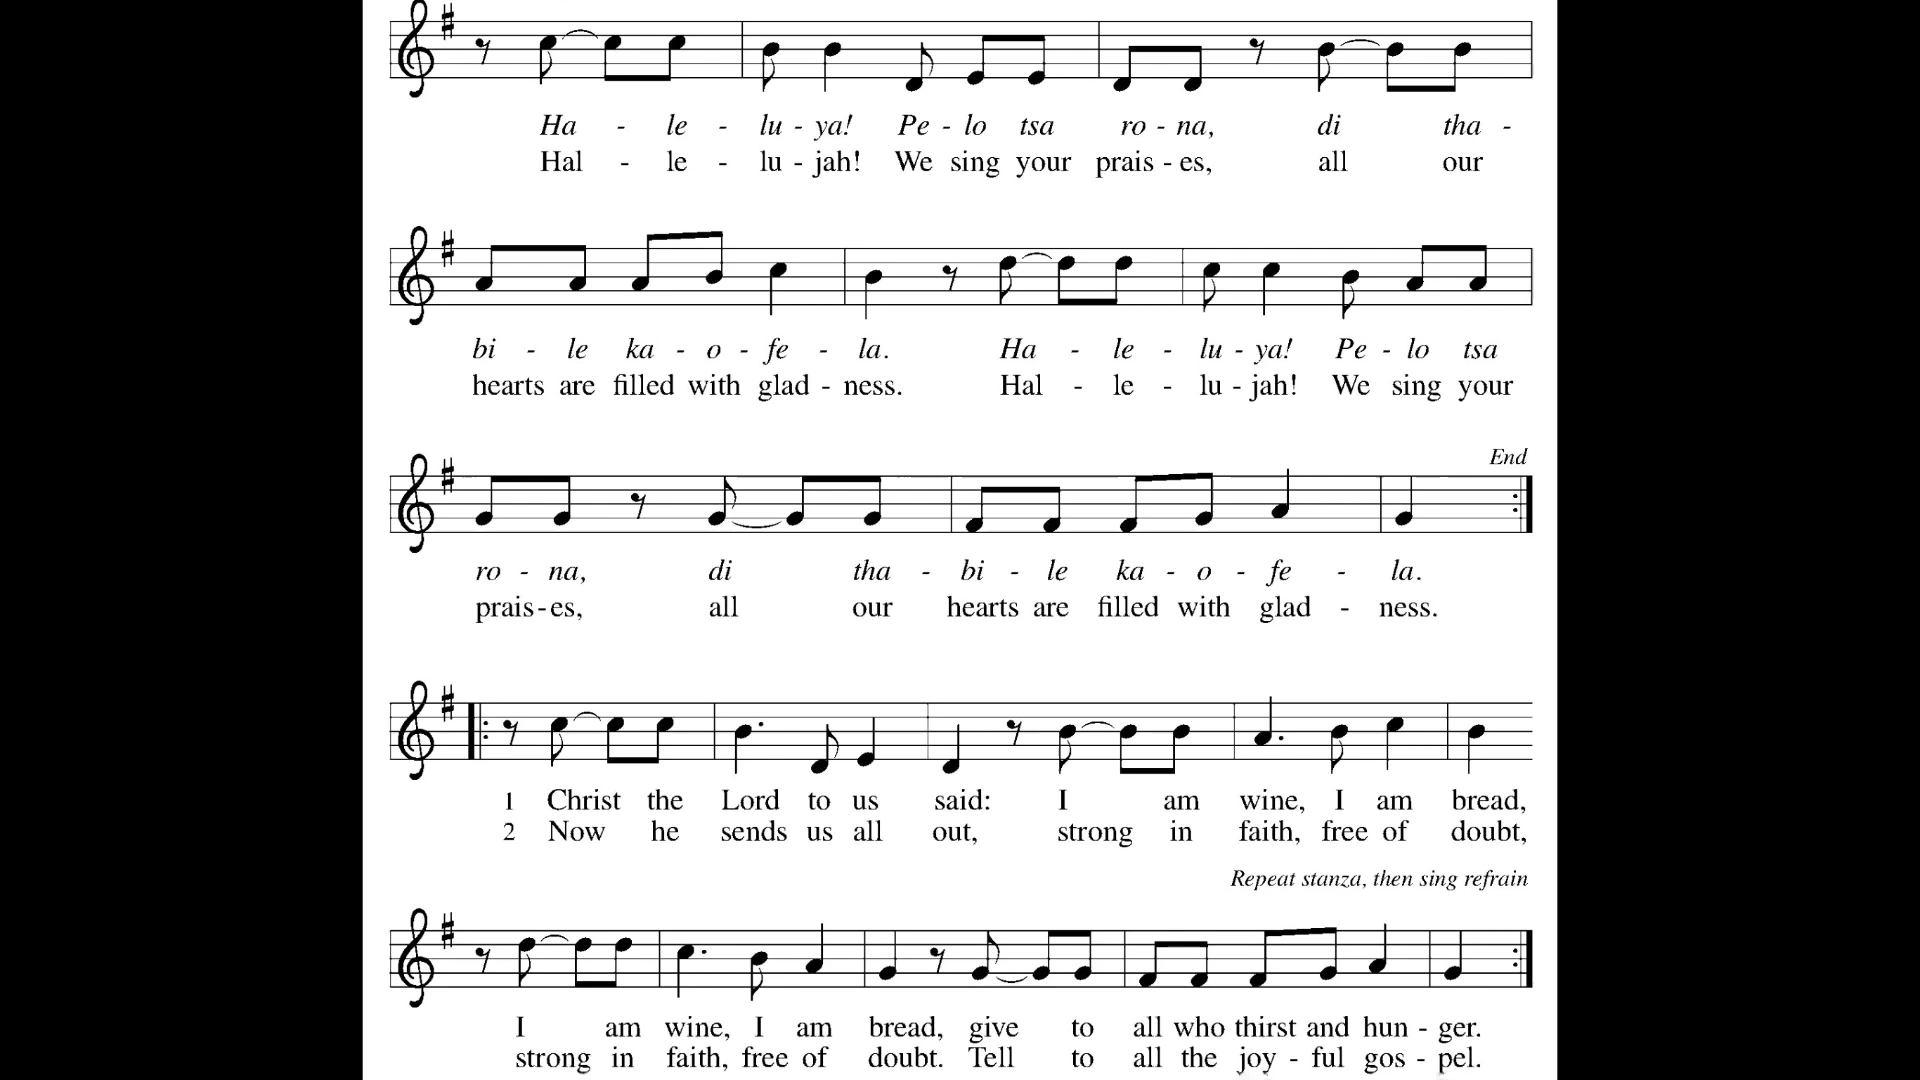 Ha - le - lu - ya! Pe - lo tsa ro - na, di tha -
Hal - le - lu - jah! We sing your prais - es, all our
bi - le ka - o - fe - la. Ha - le - lu - ya! Pe - lo tsa
hearts are filled with glad - ness. Hal - le - lu - jah! We sing your
End
ro - na, di tha - bi - le ka - o - fe - la.
prais - es, all our hearts are filled with glad - ness.
1 Christ the Lord to us said: I am wine, I am bread,
2 Now he sends us all out, strong in faith, free of doubt,
Repeat stanza, then sing refrain
I am wine, I am bread, give to all who thirst and hun - ger.
strong in faith, free of doubt. Tell to all the joy - ful gos - pel.